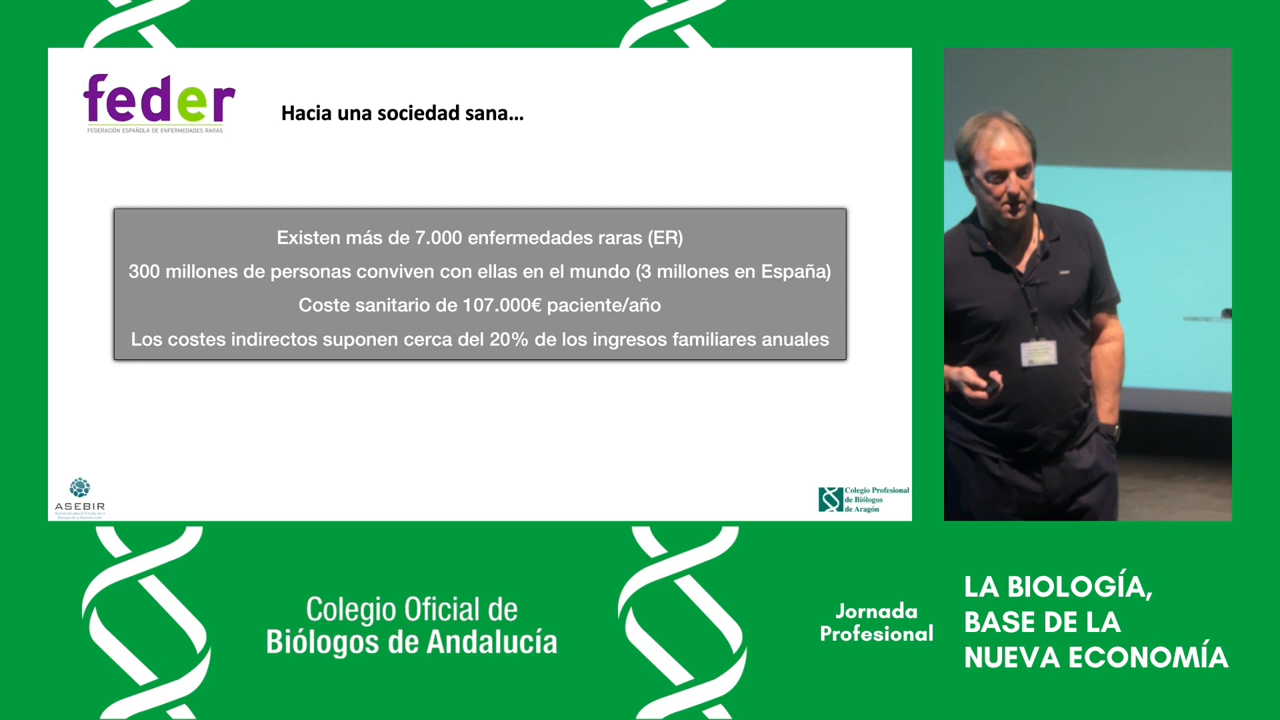 feder
FEDERACIÓN ESPAÑOLA DE ENFERMEDADES RARAS
Hacia una sociedad sana...
Existen más de 7.000 enfermedades raras (ER)
300 millones de personas conviven con ellas en el mundo (3 millones en España)
Coste sanitario de 107.000€ paciente/año
Los costes indirectos suponen cerca del 20% de los ingresos familiares anuales
ASEBIR
Colegio Profesional
de Biólogos
de Aragón
Colegio Oficial de
Biólogos de Andalucía
Jornada
Profesional
LA BIOLOGÍA,
BASE DE LA
NUEVA ECONOMÍA